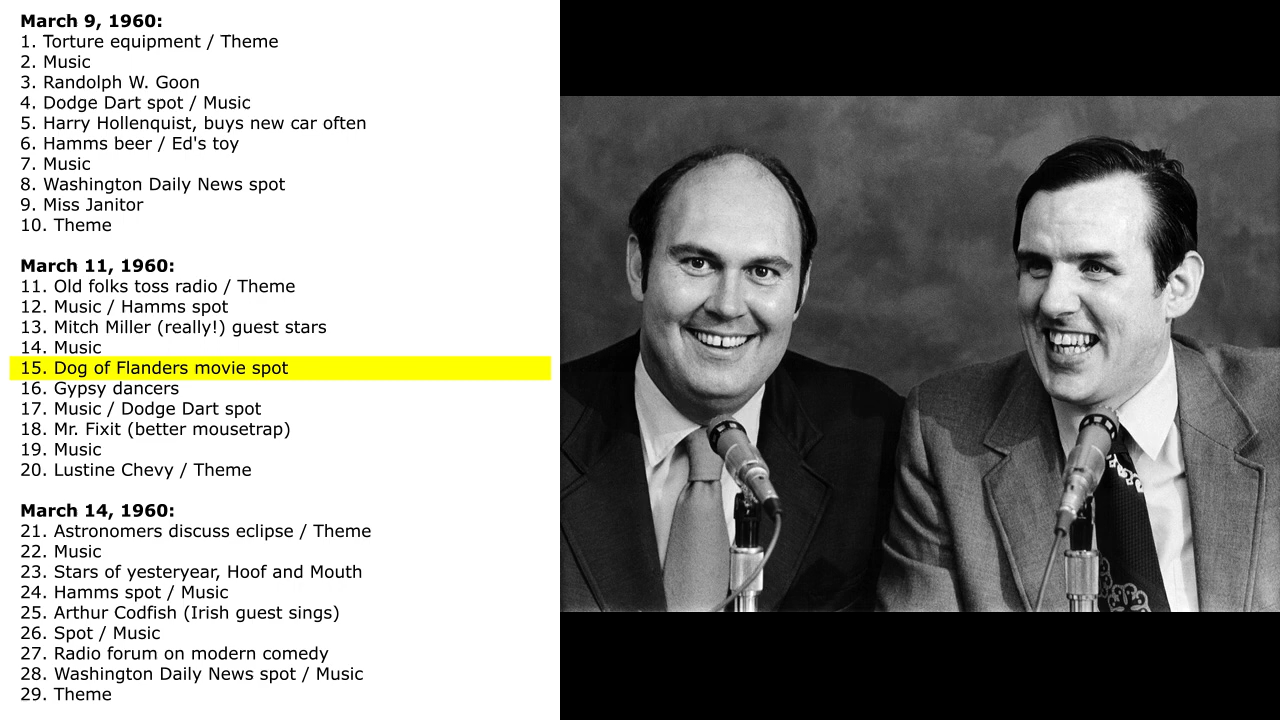 March 9, 1960:
1. Torture equipment / Theme
2. Music
3. Randolph W. Goon
4. Dodge Dart spot / Music
5. Harry Hollenquist, buys new car often
6. Hamms beer / Ed's toy
7. Music
8. Washington Daily News spot
9. Miss Janitor
10. Theme
March 11, 1960:
11. Old folks toss radio / Theme
12. Music / Hamms spot
13. Mitch Miller (really!) guest stars
14. Music
15. Dog of Flanders movie spot
16. Gypsy dancers
17. Music / Dodge Dart spot
18. Mr. Fixit (better mousetrap)
19. Music
20. Lustine Chevy / Theme
March 14, 1960:
21. Astronomers discuss eclipse / Theme
22. Music
23. Stars of yesteryear, Hoof and Mouth
24. Hamms spot / Music
25. Arthur Codfish (Irish guest sings)
26. Spot / Music
27. Radio forum on modern comedy
28. Washington Daily News spot / Music
29. Theme